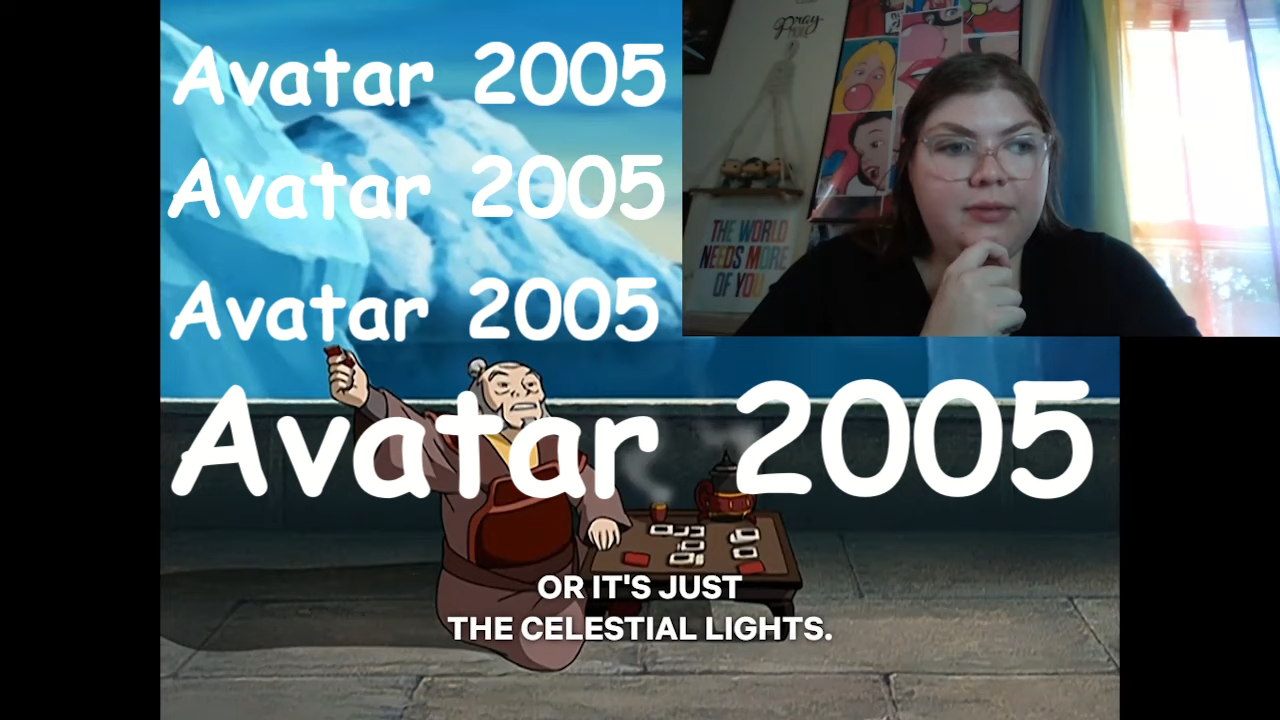 Avatar 2005
Avatar 2005
Avatar 2005
Avatar 2005
Pray
THE WORLD
NEEDS MORE
OF YOU
OR IT'S JUST
THE CELESTIAL LIGHTS.